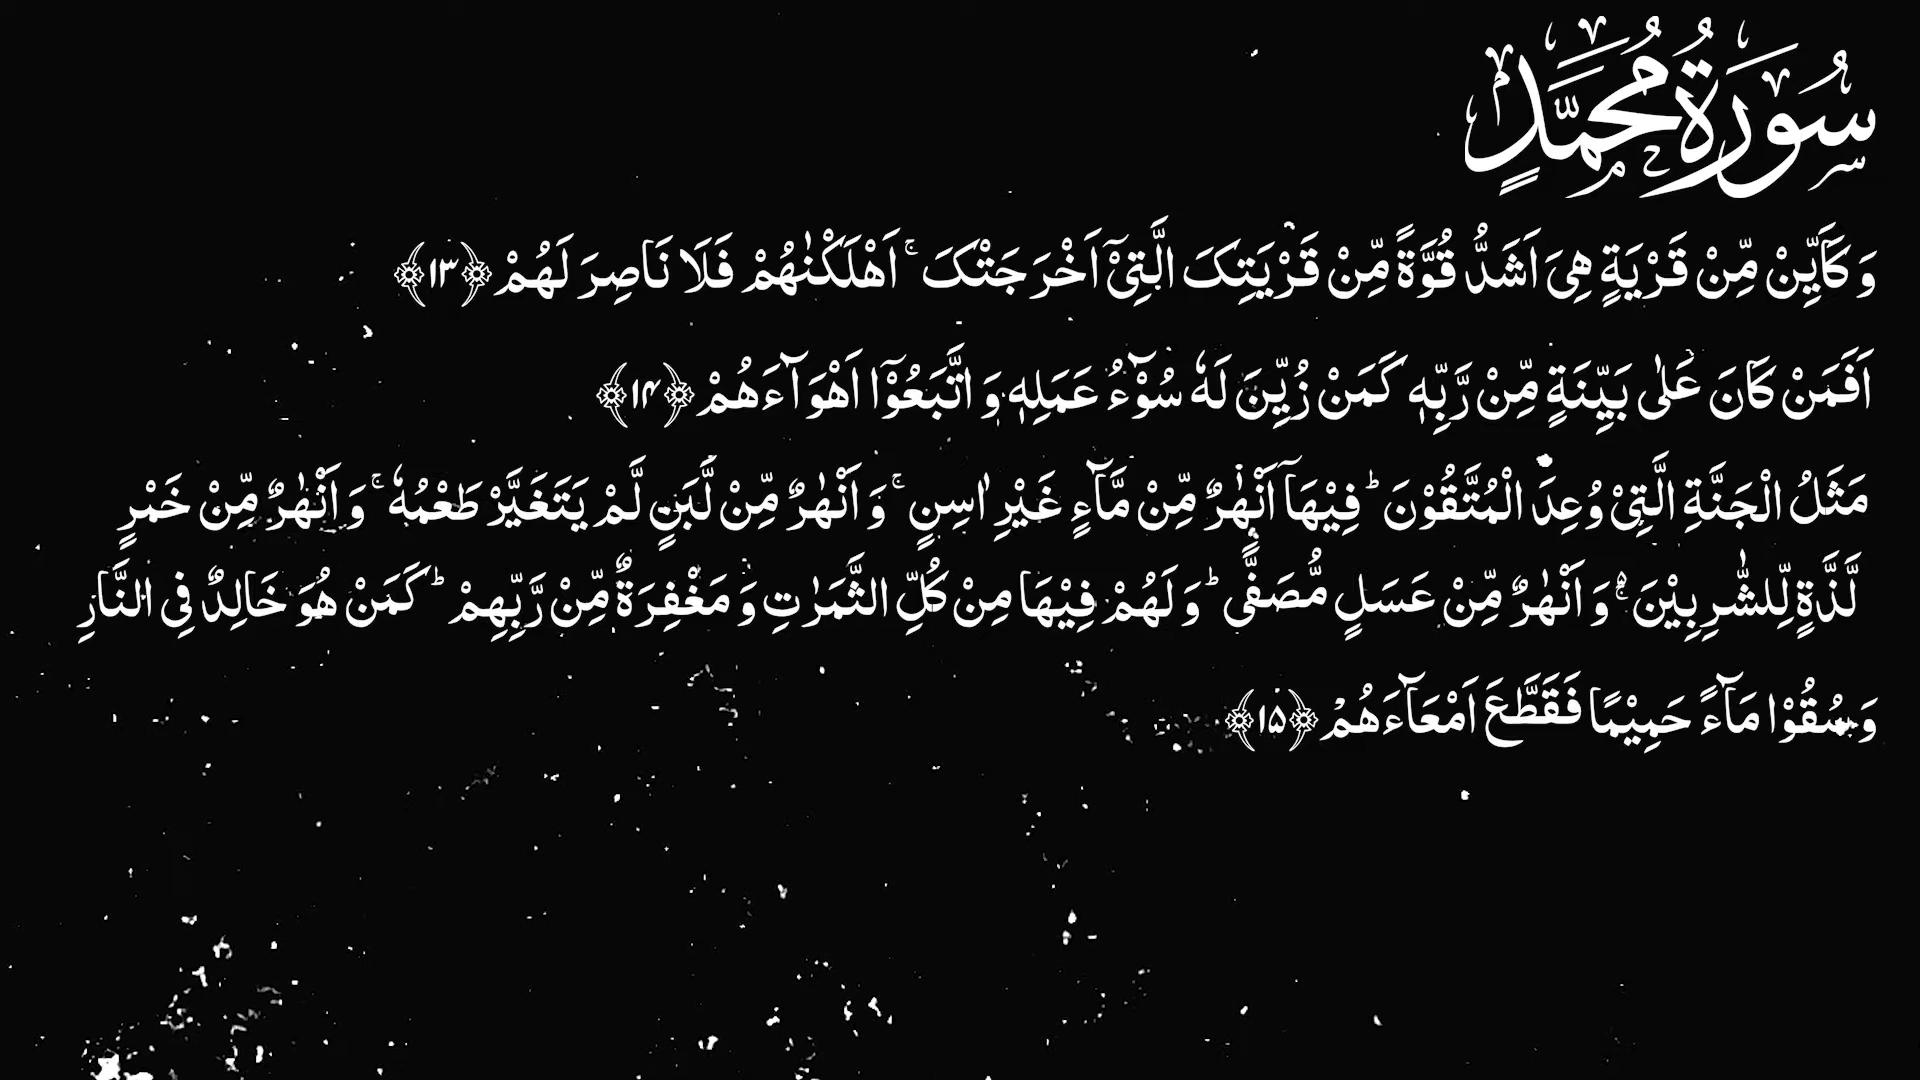 سُوۡرَةُ مُحَمَّدٍ
وَ کَاَیِّنۡ مِّنۡ قَرۡیَۃٍ ہِیَ اَشَدُّ قُوَّۃً مِّنۡ قَرۡیَتِکَ الَّتِیۡۤ اَخۡرَجَتۡکَ ۚ اَہۡلَکۡنٰہُمۡ فَلَا نَاصِرَ لَہُمۡ ﴿۱۳﴾
اَفَمَنۡ کَانَ عَلٰی بَیِّنَۃٍ مِّنۡ رَّبِّہٖ کَمَنۡ زُیِّنَ لَہٗ سُوۡٓءُ عَمَلِہٖ وَ اتَّبَعُوۡۤا اَہۡوَآءَہُمۡ ﴿۱۴﴾
مَثَلُ الۡجَنَّۃِ الَّتِیۡ وُعِدَ الۡمُتَّقُوۡنَ ؕ فِیۡہَاۤ اَنۡہٰرٌ مِّنۡ مَّآءٍ غَیۡرِ اٰسِنٍ ۚ وَ اَنۡہٰرٌ مِّنۡ لَّبَنٍ لَّمۡ یَتَغَیَّرۡ طَعۡمُہٗ ۚ وَ اَنۡہٰرٌ مِّنۡ خَمۡرٍ
لَّذَّۃٍ لِّلشّٰرِبِیۡنَ ۬ۚ وَ اَنۡہٰرٌ مِّنۡ عَسَلٍ مُّصَفًّی ؕ وَ لَہُمۡ فِیۡہَا مِنۡ کُلِّ الثَّمَرٰتِ وَ مَغۡفِرَۃٌ مِّنۡ رَّبِّہِمۡ ؕ کَمَنۡ ہُوَ خَالِدٌ فِی النَّارِ
وَ سُقُوۡا مَآءً حَمِیۡمًا فَقَطَّعَ اَمۡعَآءَہُمۡ ﴿۱۵﴾